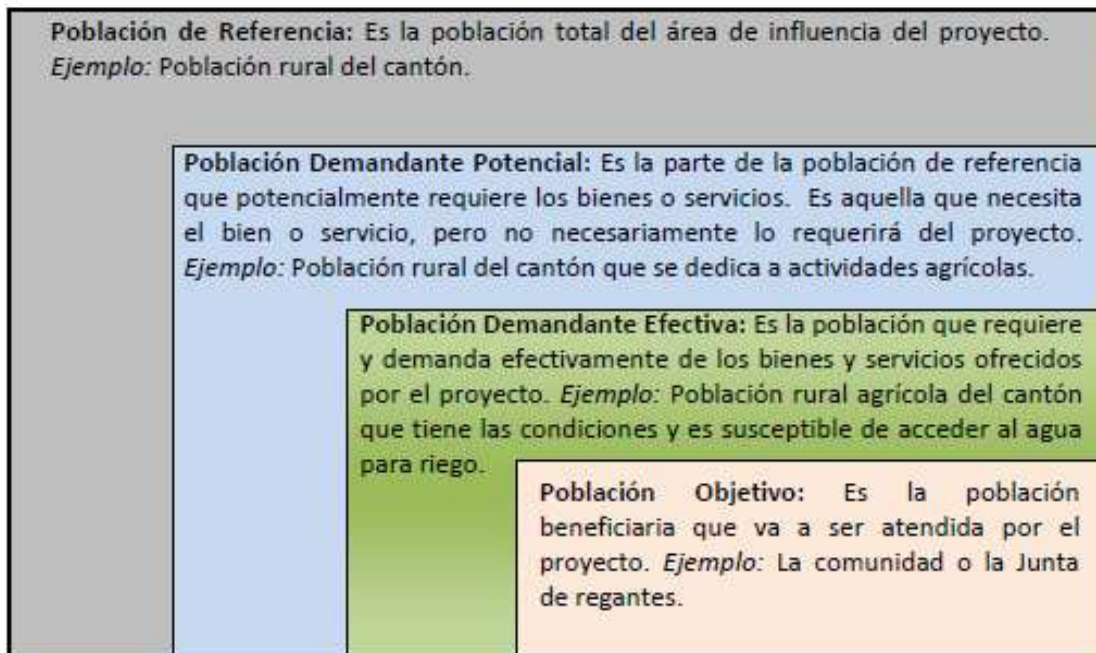 Población de Referencia: Es la población total del área de influencia del proyecto.
Ejemplo: Población rural del cantón.
Población Demandante Potencial: Es la parte de la población de referencia
que potencialmente requiere los bienes o servicios. Es aquella que necesita
el bien o servicio, pero no necesariamente lo requerirá del proyecto.
Ejemplo: Población rural del cantón que se dedica a actividades agrícolas.
Población Demandante Efectiva: Es la población que requiere
y demanda efectivamente de los bienes y servicios ofrecidos
por el proyecto. Ejemplo: Población rural agrícola del cantón
que tiene las condiciones y es susceptible de acceder al agua
para riego.
Población Objetivo: Es la población
beneficiaria que va a ser atendida por el
proyecto. Ejemplo: La comunidad o la Junta
de regantes.